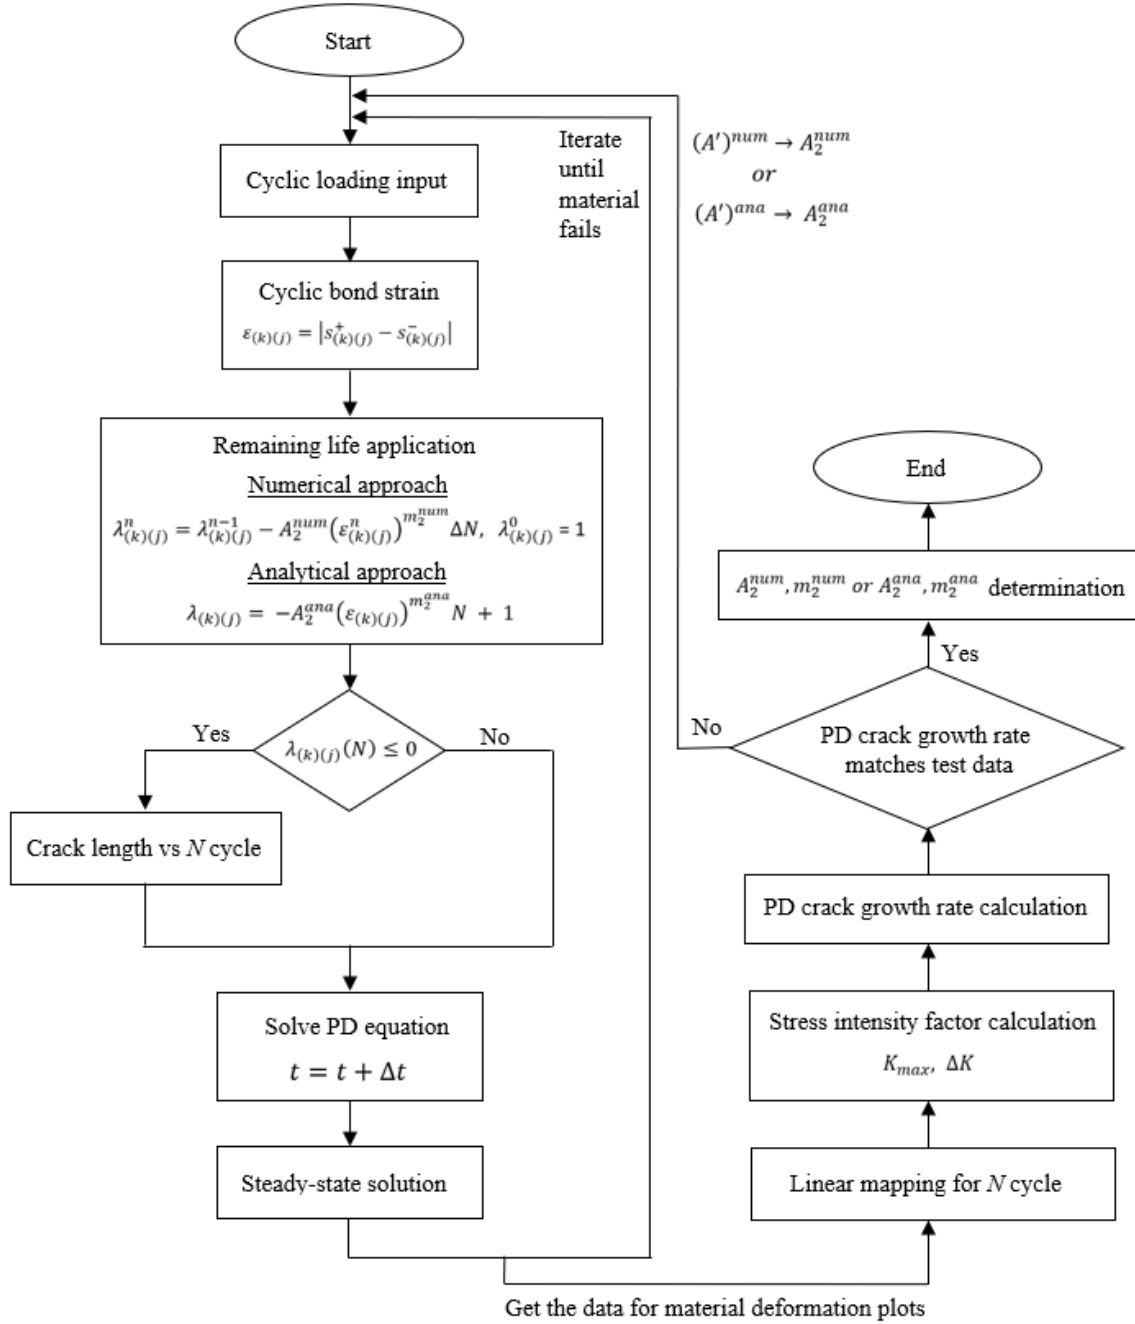 Start
Cyclic loading input
Iterate
until
material
fails
(A′)^{num} → A_2^{num}
or
(A′)^{ana} → A_2^{ana}
Cyclic bond strain
ε_{(k)(j)} = |s^+_{(k)(j)} − s^-_{(k)(j)}|
Remaining life application
Numerical approach
λ^n_{(k)(j)} = λ^{n-1}_{(k)(j)} − A_2^{num}(ε^n_{(k)(j)})^{m_2^{num}} ΔN, λ^0_{(k)(j)} = 1
Analytical approach
λ_{(k)(j)} = −A_2^{ana}(ε_{(k)(j)})^{m_2^{ana}} N + 1
Yes
λ_{(k)(j)}(N) ≤ 0
No
Crack length vs N cycle
Solve PD equation
t = t + Δt
Steady-state solution
Get the data for material deformation plots
Linear mapping for N cycle
Stress intensity factor calculation
K_{max}, ΔK
PD crack growth rate calculation
PD crack growth rate
matches test data
No
Yes
A_2^{num}, m_2^{num} or A_2^{ana}, m_2^{ana} determination
End